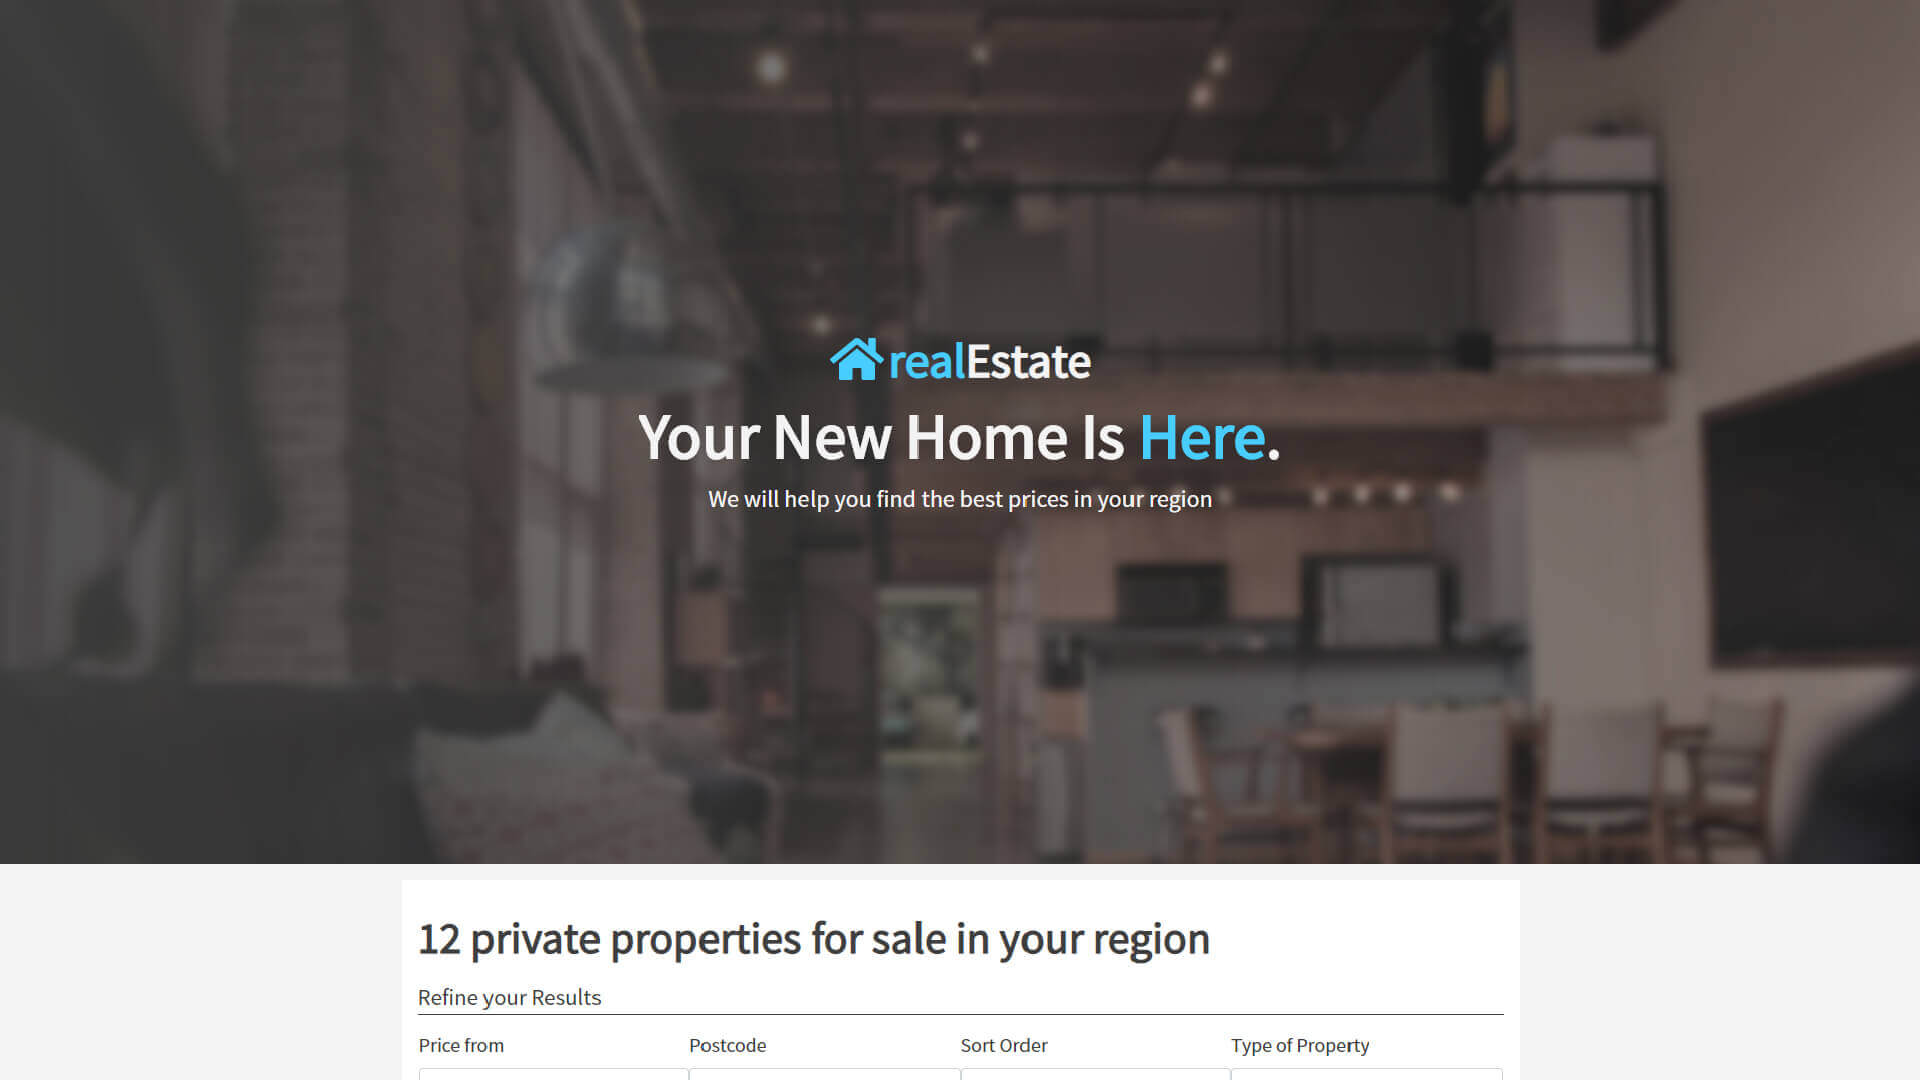 realEstate
Your New Home Is Here.
We will help you find the best prices in your region
12 private properties for sale in your region
Refine your Results
Price from
Postcode
Sort Order
Type of Property